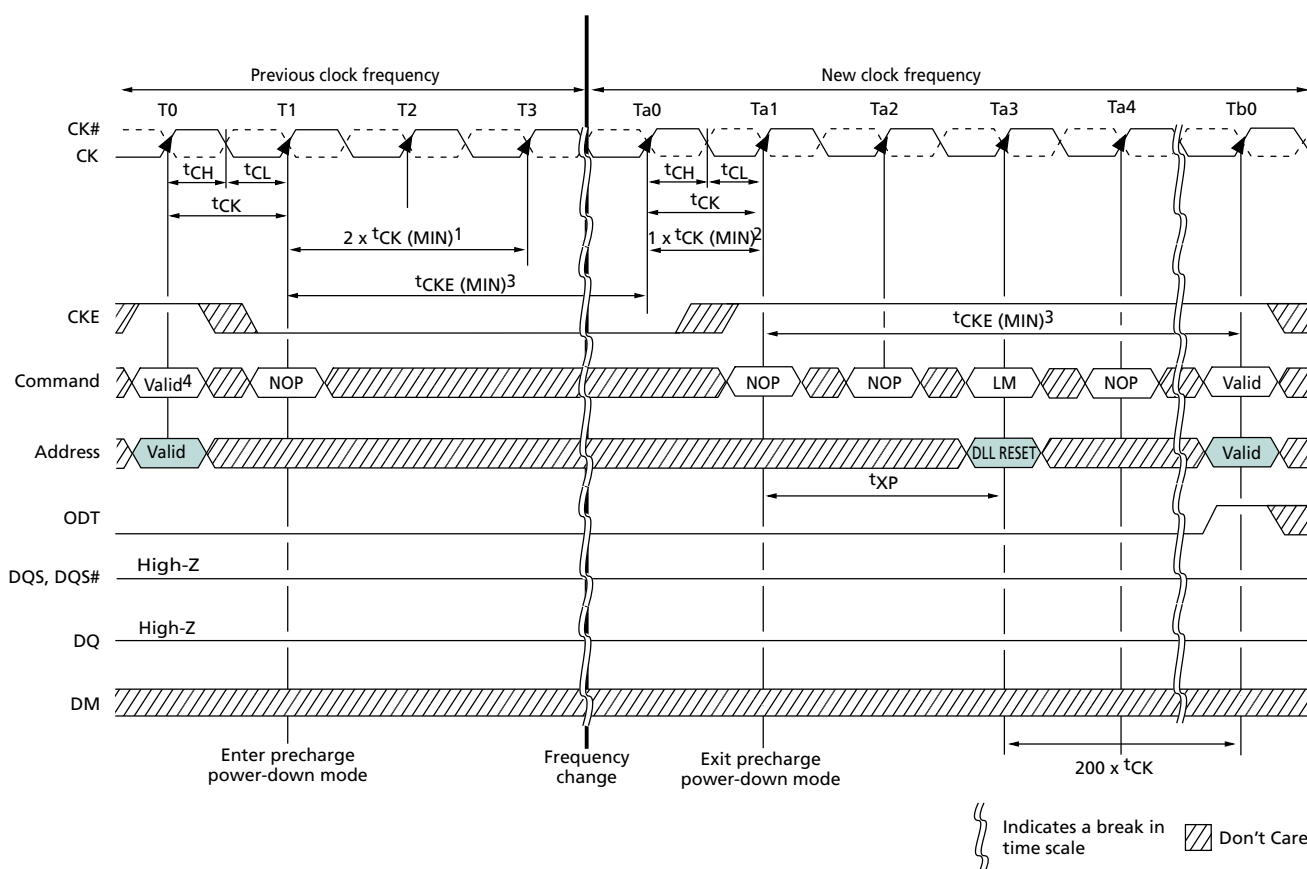 Previous clock frequency
New clock frequency
T0 T1 T2 T3 Ta0 Ta1 Ta2 Ta3 Ta4 Tb0
CK#
CK
tCH tCL tCH tCL
tCK tCK
2 x tCK (MIN)1 1 x tCK (MIN)2
tCKE (MIN)3
CKE
tCKE (MIN)3
Command Valid4 NOP NOP NOP LM NOP Valid
Address Valid DLL RESET Valid
tXP
ODT
DQS, DQS# High-Z
DQ High-Z
DM
Enter precharge
power-down mode
Frequency
change
Exit precharge
power-down mode
200 x tCK
Indicates a break in
time scale
Don't Care